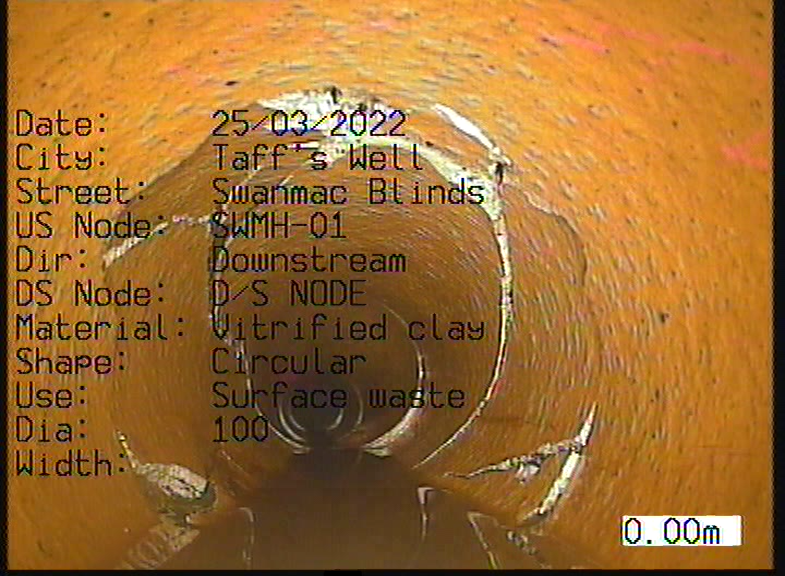 Date: 25/03/2022
City: Taff's Well
Street: Swanmac Blinds
US Node: SWMH-01
Dir: Downstream
DS Node: D/S NODE
Material: Vitrified clay
Shape: Circular
Use: Surface waste
Dia: 100
Width:
0.00m